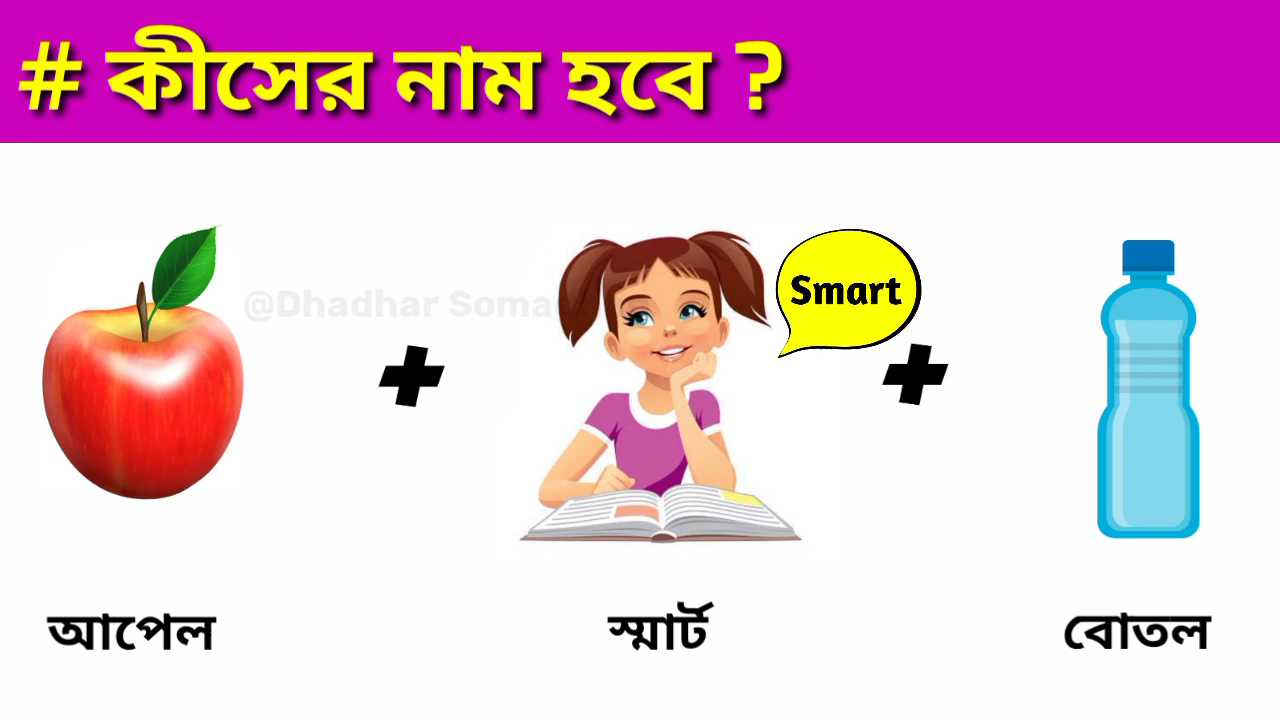 # কীসের নাম হবে ?
@Dhadhar Soma
Smart
আপেল
স্মার্ট
বোতল